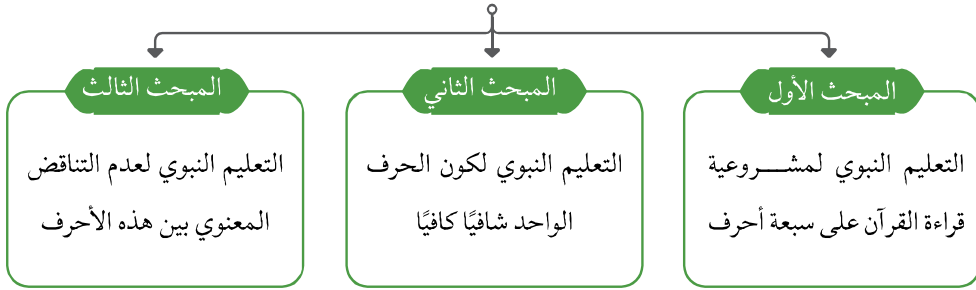 المبحث الأول
التعليم النبوي لمشروعية
قراءة القرآن على سبعة أحرف
المبحث الثاني
التعليم النبوي لكون الحرف
الواحد شافيًا كافيًا
المبحث الثالث
التعليم النبوي لعدم التناقض
المعنوي بين هذه الأحرف